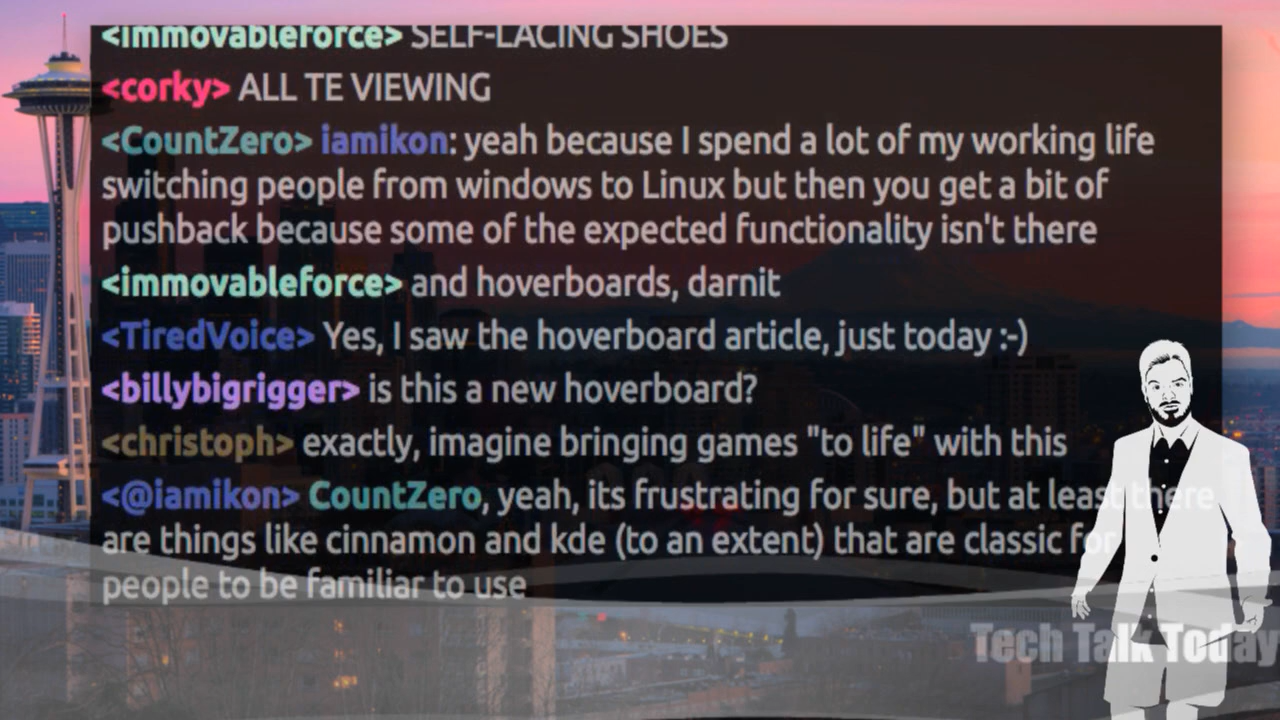 <immovableforce> SELF-LACING SHOES
<corky> ALL TE VIEWING
<CountZero> iamikon: yeah because I spend a lot of my working life
switching people from windows to Linux but then you get a bit of
pushback because some of the expected functionality isn't there
<immovableforce> and hoverboards, darnit
<TiredVoice> Yes, I saw the hoverboard article, just today :-)
<billybigrigger> is this a new hoverboard?
<christoph> exactly, imagine bringing games "to life" with this
<@iamikon> CountZero, yeah, its frustrating for sure, but at least there
are things like cinnamon and kde (to an extent) that are classic for
people to be familiar to use
Tech Talk Today